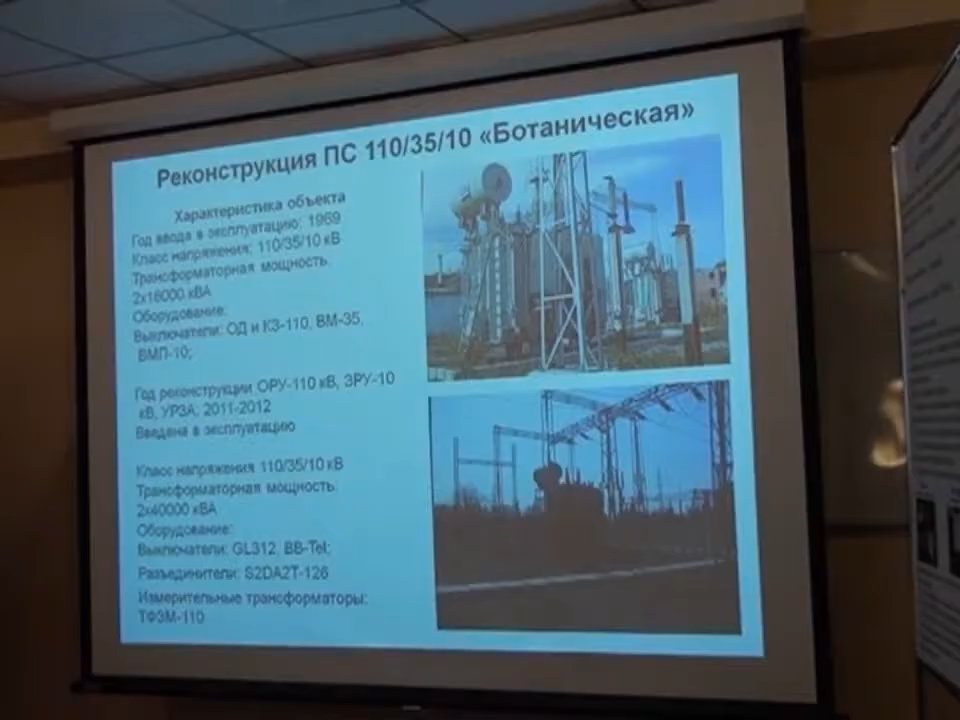 Реконструкция ПС 110/35/10 «Ботаническая»
Характеристика объекта
Год ввода в эксплуатацию: 1969
Класс напряжения: 110/35/10 кВ
Трансформаторная мощность:
2х16000 кВА
Оборудование:
Выключатели: ОД и КЗ-110, ВМ-35,
ВМП-10;
Год реконструкции ОРУ-110 кВ, ЗРУ-10
кВ, УРЗА: 2011-2012
Введена в эксплуатацию
Класс напряжения 110/35/10 кВ
Трансформаторная мощность:
2х40000 кВА
Оборудование:
Выключатели: GL312, BB-Tel;
Разъединители: S2DA2T-126
Измерительные трансформаторы:
ТФЗМ-110